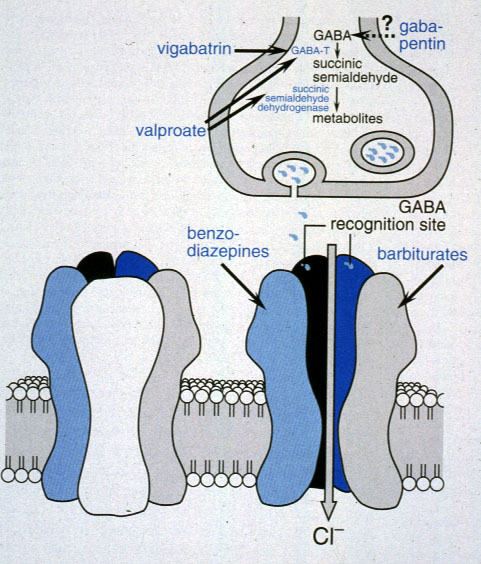 ?
GABA
gaba-
pentin
vigabatrin
GABA-T
succinic
semialdehyde
succinic
semialdehyde
dehydrogenase
valproate
metabolites
GABA
recognition site
benzo-
diazepines
barbiturates
Cl⁻